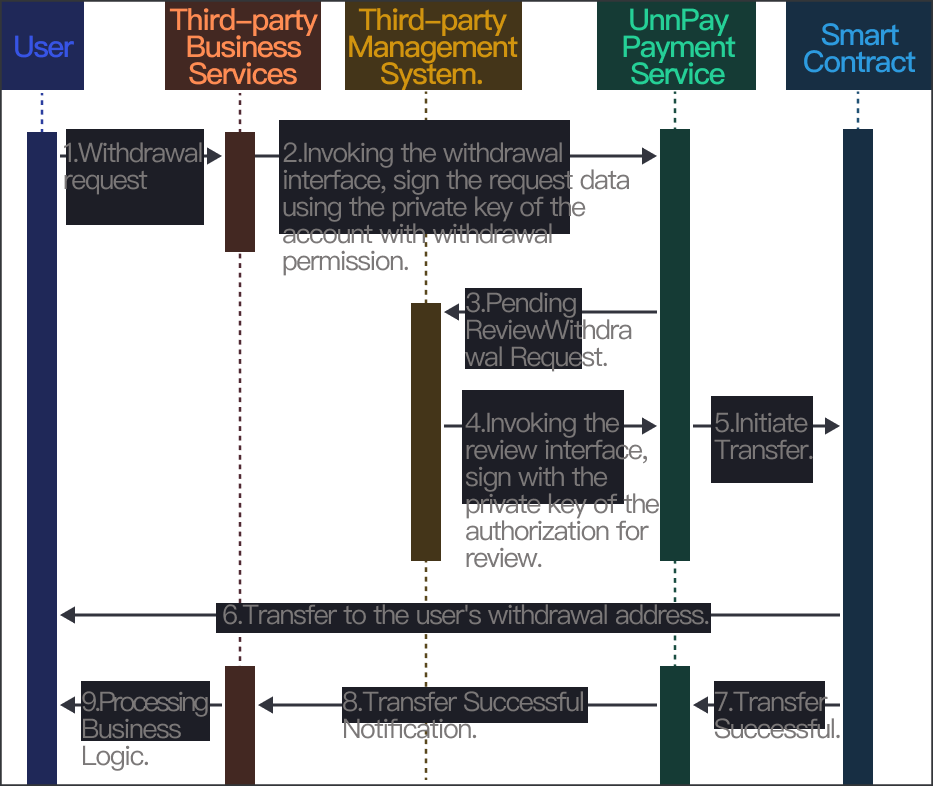 User
Third-party
Business
Services
Third-party
Management
System.
UnnPay
Payment
Service
Smart
Contract
1.Withdrawal
request
2.Invoking the withdrawal
interface, sign the request data
using the private key of the
account with withdrawal
permission.
3.Pending
ReviewWithdra
wal Request.
4.Invoking the
review interface,
sign with the
private key of the
authorization for
review.
5.Initiate
Transfer.
6.Transfer to the user's withdrawal address.
9.Processing
Business
Logic.
8.Transfer Successful
Notification.
7.Transfer
Successful.